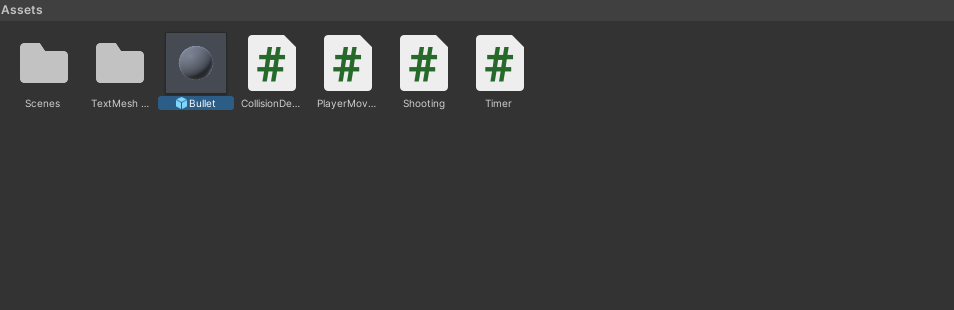 Assets
Scenes
TextMesh ...
Bullet
CollisionDe...
PlayerMov...
Shooting
Timer